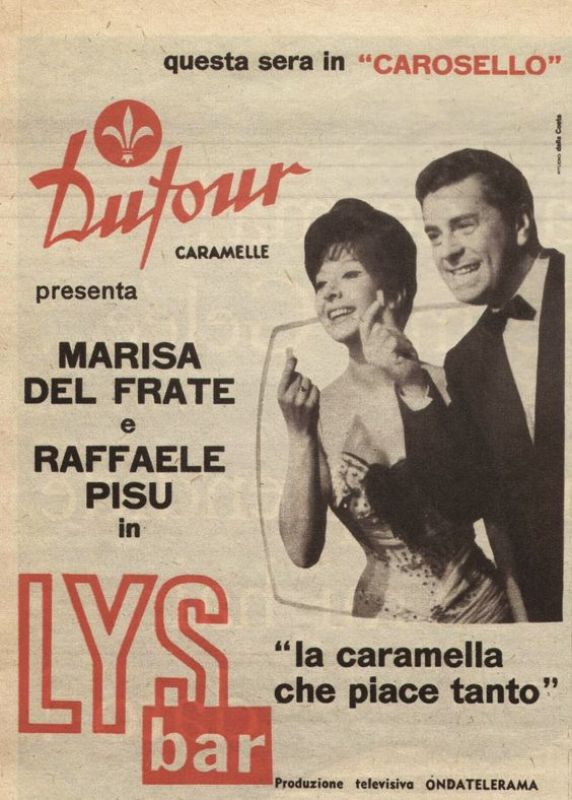 questa sera in "CAROSELLO"
Dufour
CARAMELLE
presenta
MARISA
DEL FRATE
e
RAFFAELE
PISU
in
LYS
bar
"la caramella
che piace tanto"
Produzione televisiva ONDATELERAMA